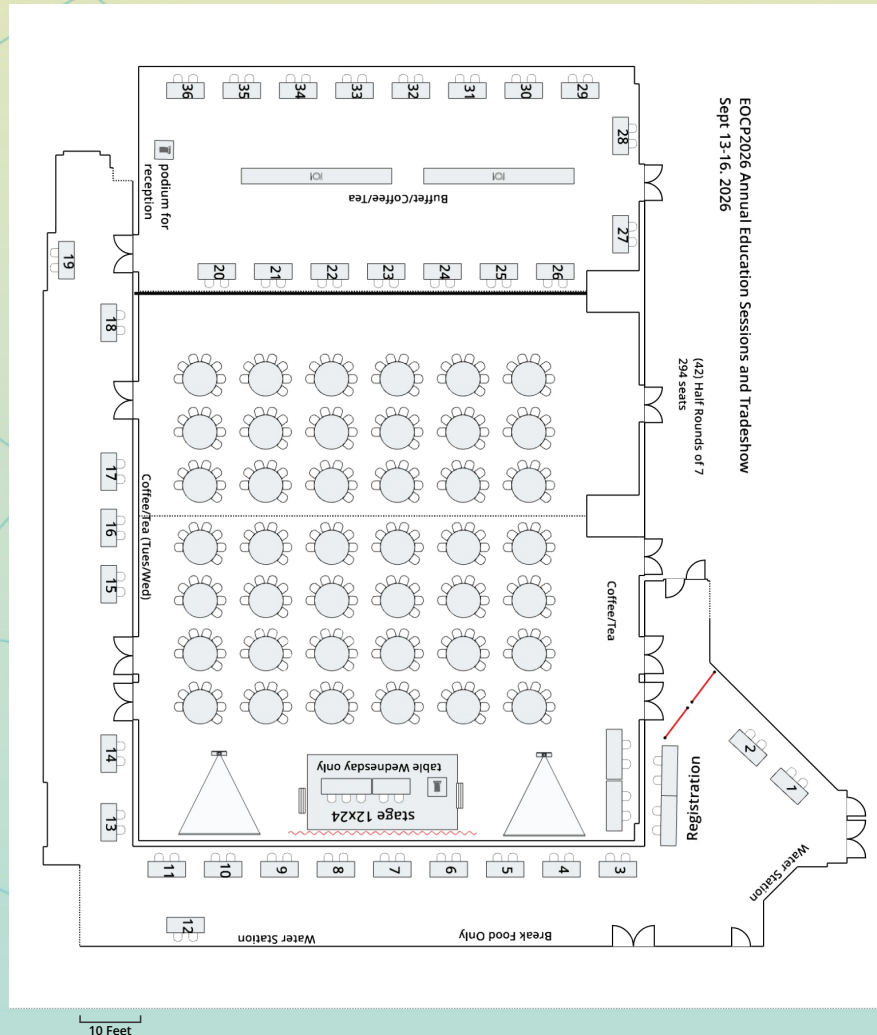 EOCP2026 Annual Education Sessions and Tradeshow
Sept 13-16. 2026
(42) Half Rounds of 7
294 seats
36
35
34
33
32
31
30
29
28
27
podium for
reception
Buffet/Coffee/Tea
19
20
21
22
23
24
25
26
18
17
16
15
Coffee/Tea (Tues/Wed)
Coffee/Tea
14
13
table Wednesday only
stage 12x24
Registration
2
1
11
10
9
8
7
6
5
4
3
12
Water Station
Break Food Only
Water Station
10 Feet